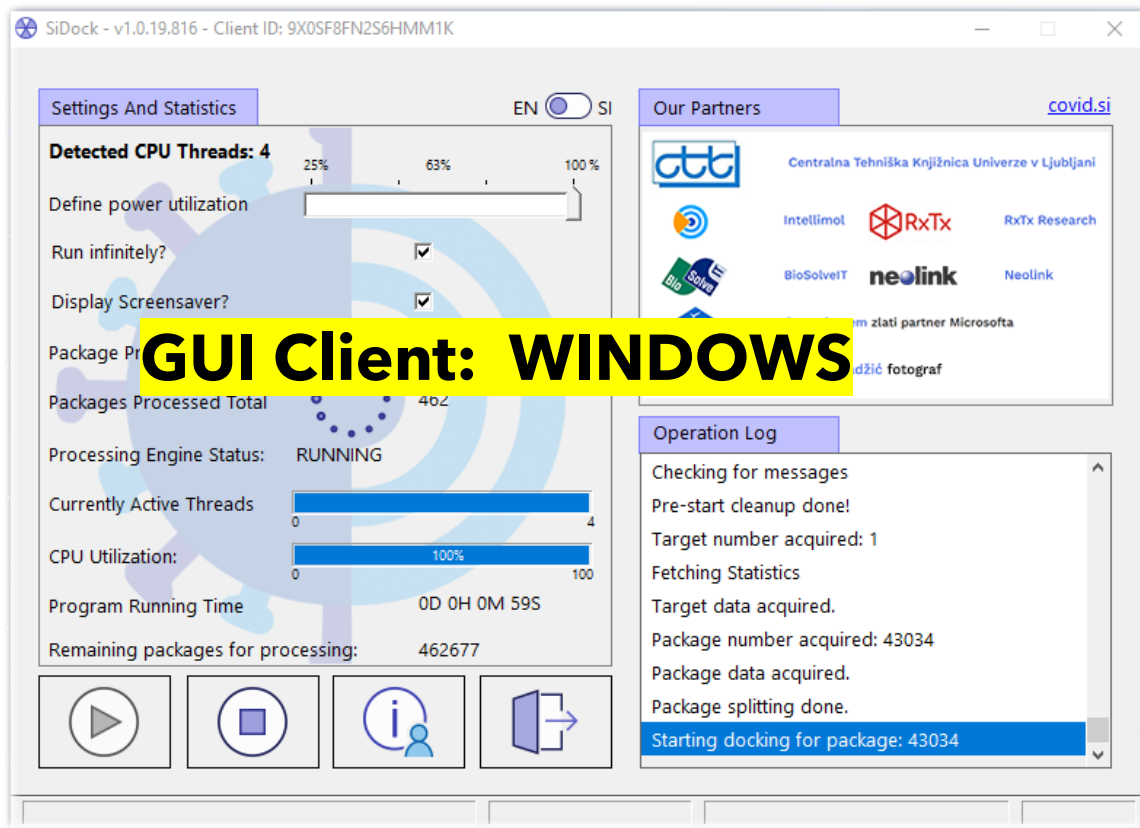 SiDock - v1.0.19.816 - Client ID: 9X0SF8FN2S6HMM1K
Settings And Statistics
EN SI
Detected CPU Threads: 4
25% 63% 100 %
Define power utilization
Run infinitely?
Display Screensaver?
Package
GUI Client: WINDOWS
Packages Processed Total 462
Processing Engine Status: RUNNING
Currently Active Threads
0 4
CPU Utilization: 100%
0 100
Program Running Time 0D 0H 0M 59S
Remaining packages for processing: 462677
Our Partners
covid.si
ctk Centralna Tehniška Knjižnica Univerze v Ljubljani
Intellimol RxTx RxTx Research
Bio Solve IT BioSolveIT neolink Neolink
zlati partner Microsofta
fotograf
Operation Log
Checking for messages
Pre-start cleanup done!
Target number acquired: 1
Fetching Statistics
Target data acquired.
Package number acquired: 43034
Package data acquired.
Package splitting done.
Starting docking for package: 43034